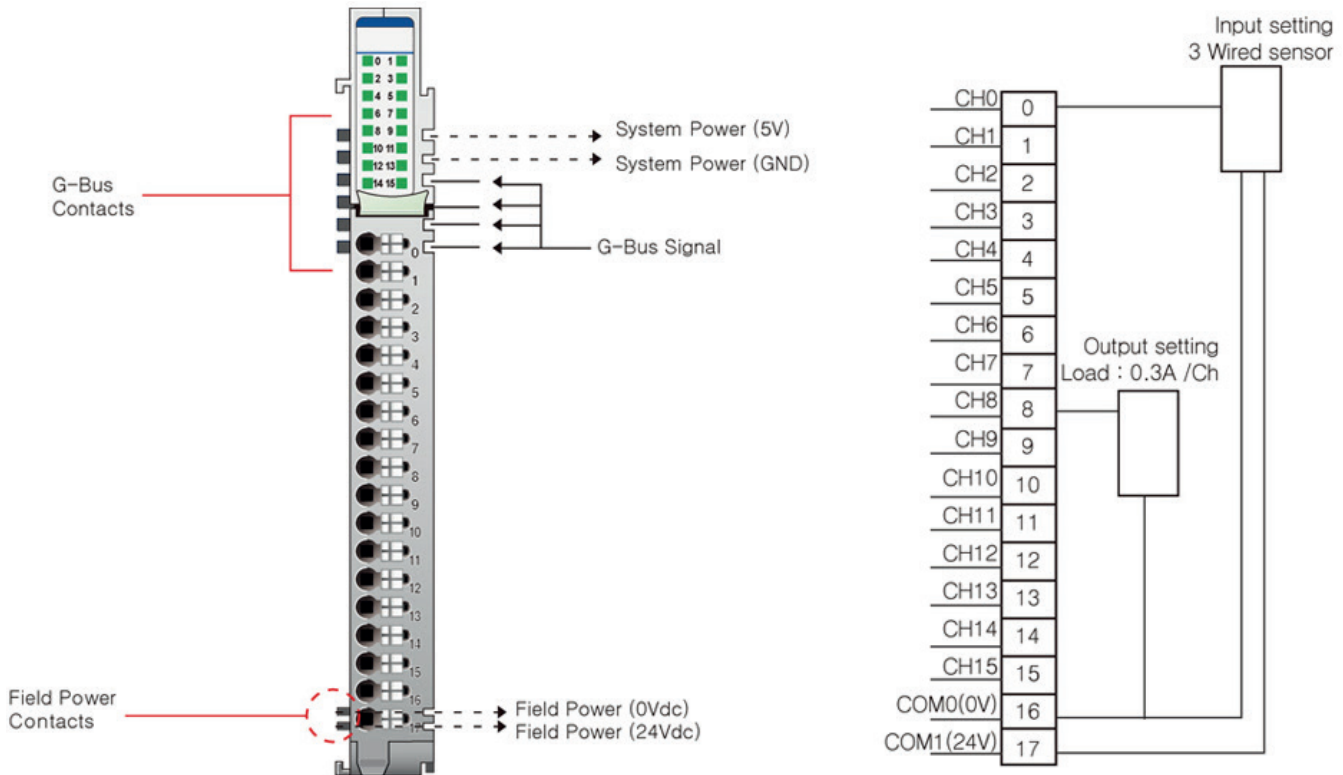 0 1
2 3
4 5
6 7
8 9
10 11
12 13
14 15
System Power (5V)
System Power (GND)
G-Bus
Contacts
G-Bus Signal
0
1
2
3
4
5
6
7
8
9
10
11
12
13
14
15
16
17
Field Power
Contacts
Field Power (0Vdc)
Field Power (24Vdc)
Input setting
3 Wired sensor
CH0 0
CH1 1
CH2 2
CH3 3
CH4 4
CH5 5
CH6 6
CH7 7
Output setting
Load : 0.3A /Ch
CH8 8
CH9 9
CH10 10
CH11 11
CH12 12
CH13 13
CH14 14
CH15 15
COM0(0V) 16
COM1(24V) 17